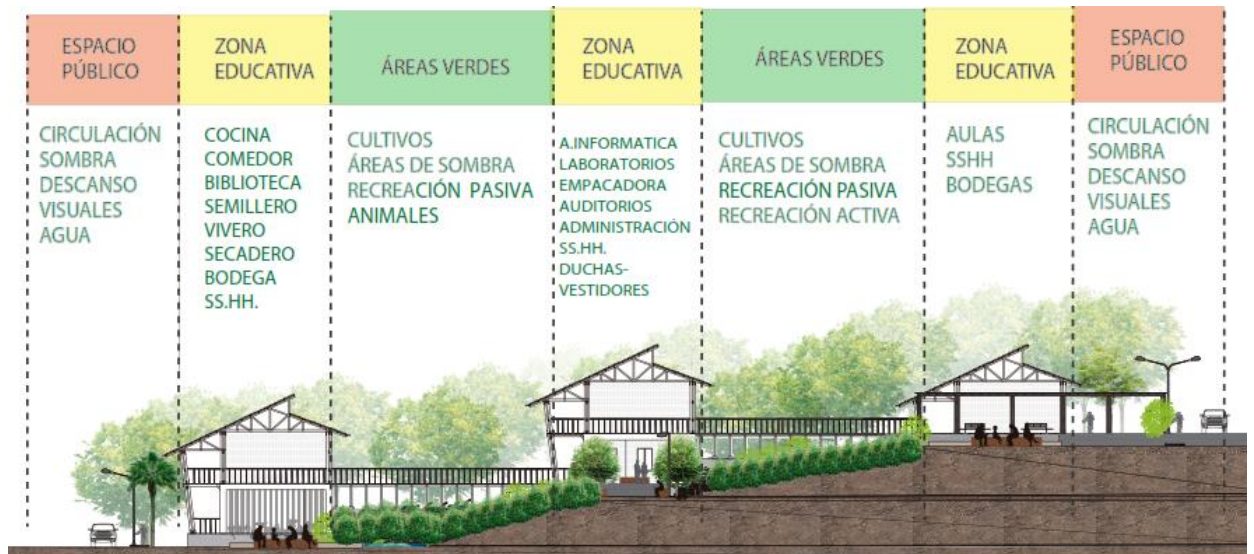 ESPACIO
PÚBLICO
ZONA
EDUCATIVA
ÁREAS VERDES
ZONA
EDUCATIVA
ÁREAS VERDES
ZONA
EDUCATIVA
ESPACIO
PÚBLICO
CIRCULACIÓN
SOMBRA
DESCANSO
VISUALES
AGUA
COCINA
COMEDOR
BIBLIOTECA
SEMILLERO
VIVERO
SECADERO
BODEGA
SS.HH.
CULTIVOS
ÁREAS DE SOMBRA
RECREACIÓN PASIVA
ANIMALES
A.INFORMATICA
LABORATORIOS
EMPACADORA
AUDITORIOS
ADMINISTRACIÓN
SS.HH.
DUCHAS-
VESTIDORES
CULTIVOS
ÁREAS DE SOMBRA
RECREACIÓN PASIVA
RECREACIÓN ACTIVA
AULAS
SSHH
BODEGAS
CIRCULACIÓN
SOMBRA
DESCANSO
VISUALES
AGUA